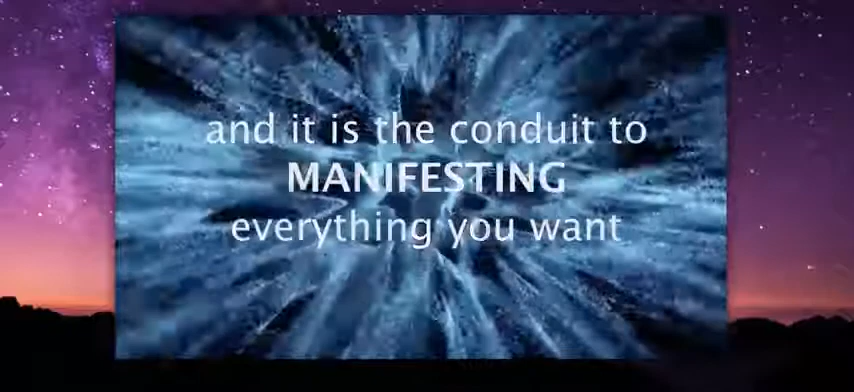 and it is the conduit to
MANIFESTING
everything you want